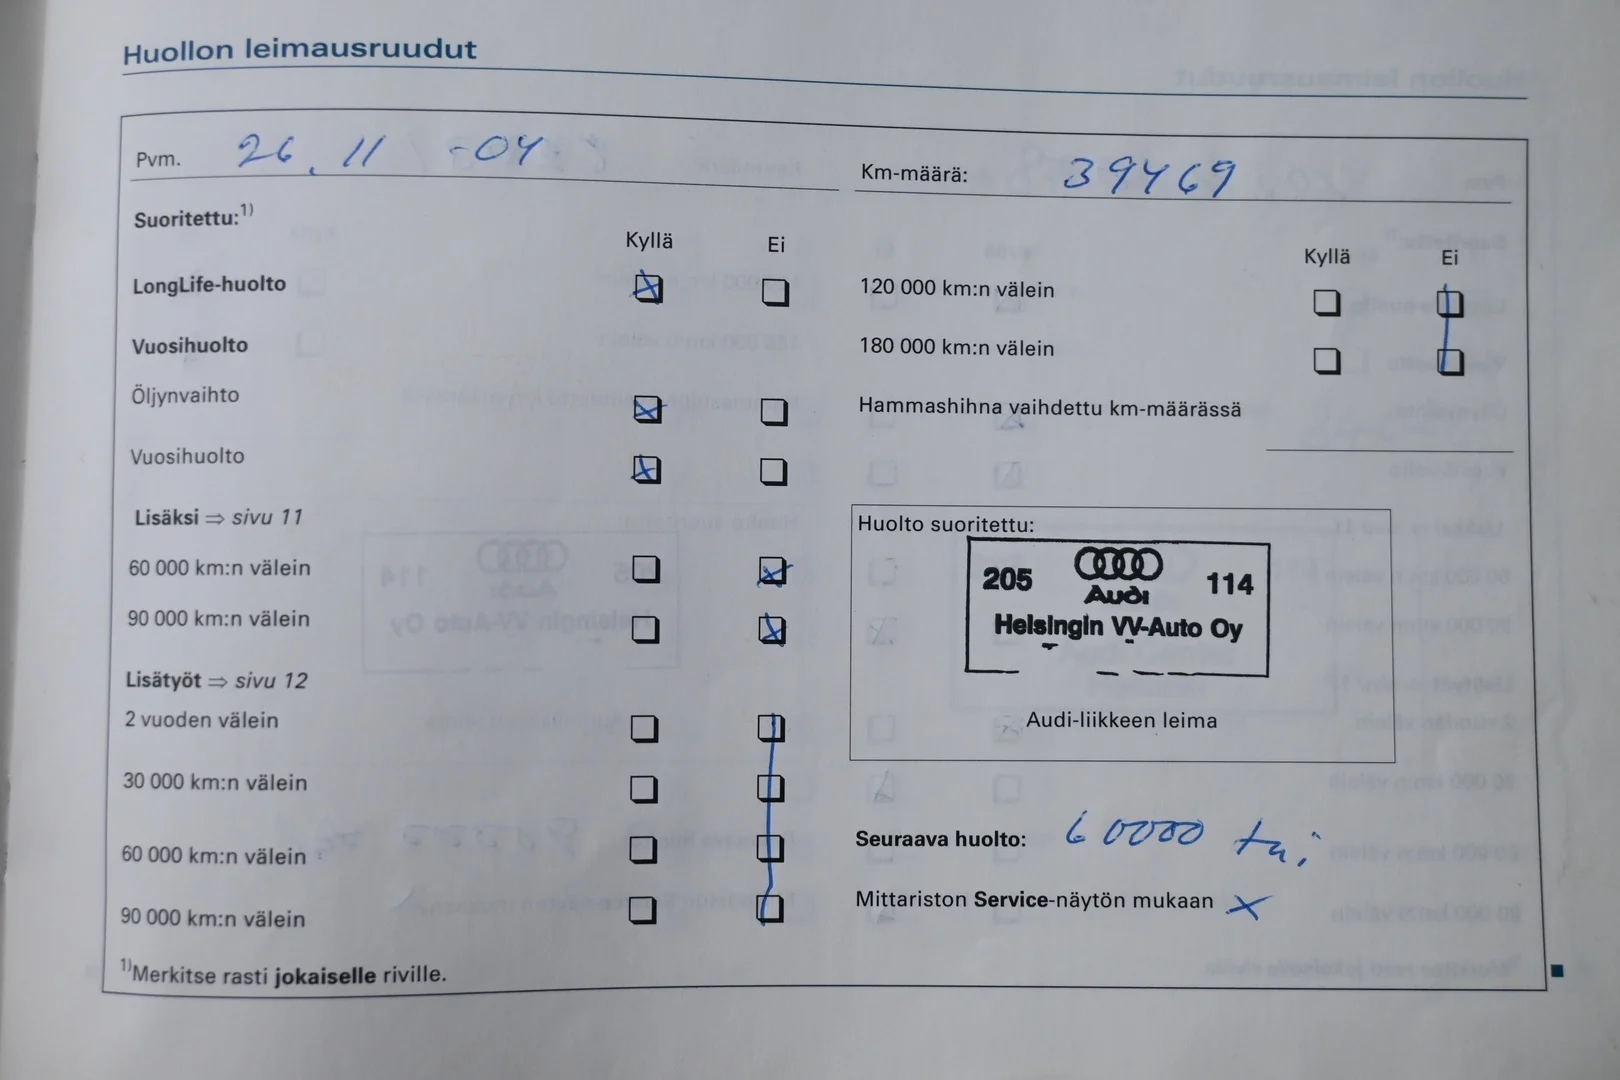 Huollon leimausruudut
Pvm. 26. 11 -04
Km-määrä: 39469
Suoritettu:1)
Kyllä Ei
LongLife-huolto
Vuosihuolto
Öljynvaihto
Vuosihuolto
Lisäksi ⇒ sivu 11
60 000 km:n välein
90 000 km:n välein
Lisätyöt ⇒ sivu 12
2 vuoden välein
30 000 km:n välein
60 000 km:n välein
90 000 km:n välein
1)Merkitse rasti jokaiselle riville.
Kyllä Ei
120 000 km:n välein
180 000 km:n välein
Hammashihna vaihdettu km-määrässä
Huolto suoritettu:
205 Audi 114
Helsingin VV-Auto Oy
Audi-liikkeen leima
Seuraava huolto: 60000 tai
Mittariston Service-näytön mukaan X